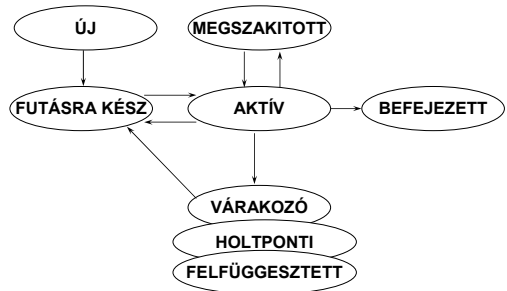 ÚJ
MEGSZAKITOTT
FUTÁSRA KÉSZ
AKTÍV
BEFEJEZETT
VÁRAKOZÓ
HOLTPONTI
FELFÜGGESZTETT